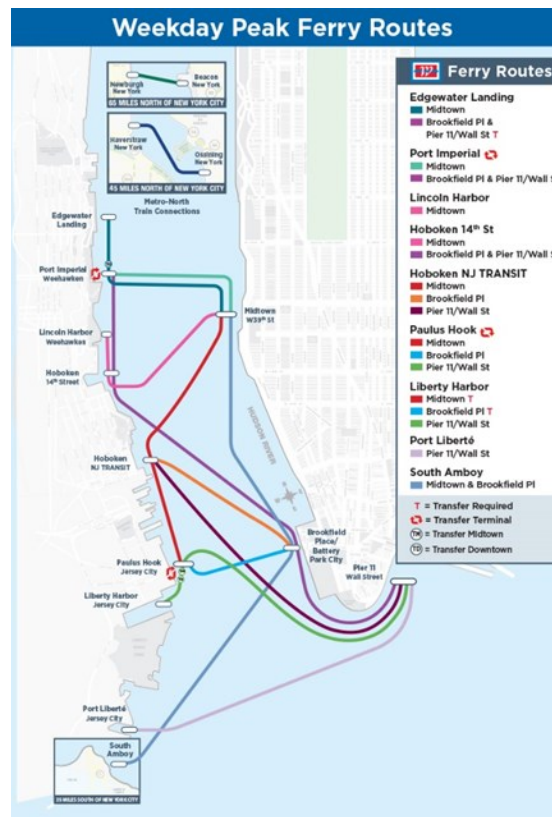 Weekday Peak Ferry Routes
Newburgh
New York
Beacon
New York
65 MILES NORTH OF NEW YORK CITY
Haverstraw
New York
Ossining
New York
45 MILES NORTH OF NEW YORK CITY
Metro-North
Train Connections
Edgewater
Landing
Port Imperial
Weehawken
Midtown
W39th St
Lincoln Harbor
Weehawken
Hoboken
14th Street
HUDSON RIVER
Hoboken
NJ TRANSIT
Brookfield
Place/
Battery
Park City
Pier 11
Wall Street
Paulus Hook
Jersey City
Liberty Harbor
Jersey City
Port Liberté
Jersey City
South
Amboy
35 MILES SOUTH OF NEW YORK CITY
Ferry Routes
Edgewater Landing
Midtown
Brookfield Pl &
Pier 11/Wall St T
Port Imperial
Midtown
Brookfield Pl & Pier 11/Wall S
Lincoln Harbor
Midtown
Hoboken 14th St
Midtown
Brookfield Pl & Pier 11/Wall S
Hoboken NJ TRANSIT
Midtown
Brookfield Pl
Pier 11/Wall St
Paulus Hook
Midtown
Brookfield Pl
Pier 11/Wall St
Liberty Harbor
Midtown T
Brookfield Pl T
Pier 11/Wall St
Port Liberté
Pier 11/Wall St
South Amboy
Midtown & Brookfield Pl
T = Transfer Required
= Transfer Terminal
TM = Transfer Midtown
TD = Transfer Downtown